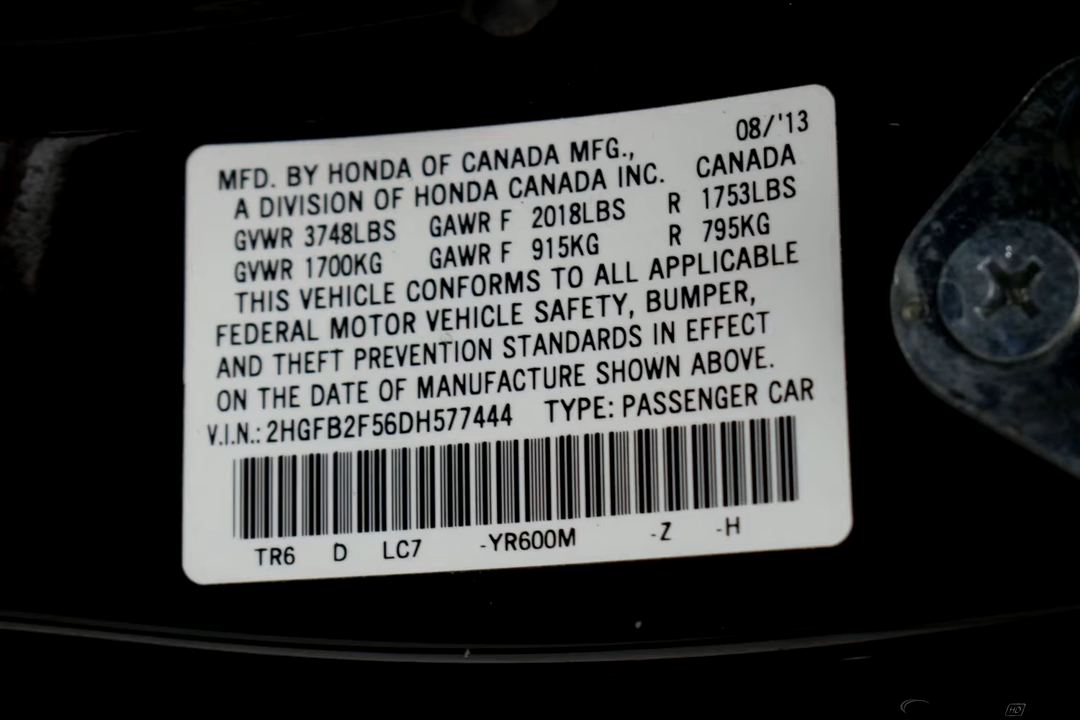 08/'13
MFD. BY HONDA OF CANADA MFG.,
A DIVISION OF HONDA CANADA INC. CANADA
GVWR 3748LBS GAWR F 2018LBS R 1753LBS
GVWR 1700KG GAWR F 915KG R 795KG
THIS VEHICLE CONFORMS TO ALL APPLICABLE
FEDERAL MOTOR VEHICLE SAFETY, BUMPER,
AND THEFT PREVENTION STANDARDS IN EFFECT
ON THE DATE OF MANUFACTURE SHOWN ABOVE.
V.I.N.: 2HGFB2F56DH577444 TYPE: PASSENGER CAR
TR6 D LC7 -YR600M -Z -H
HD